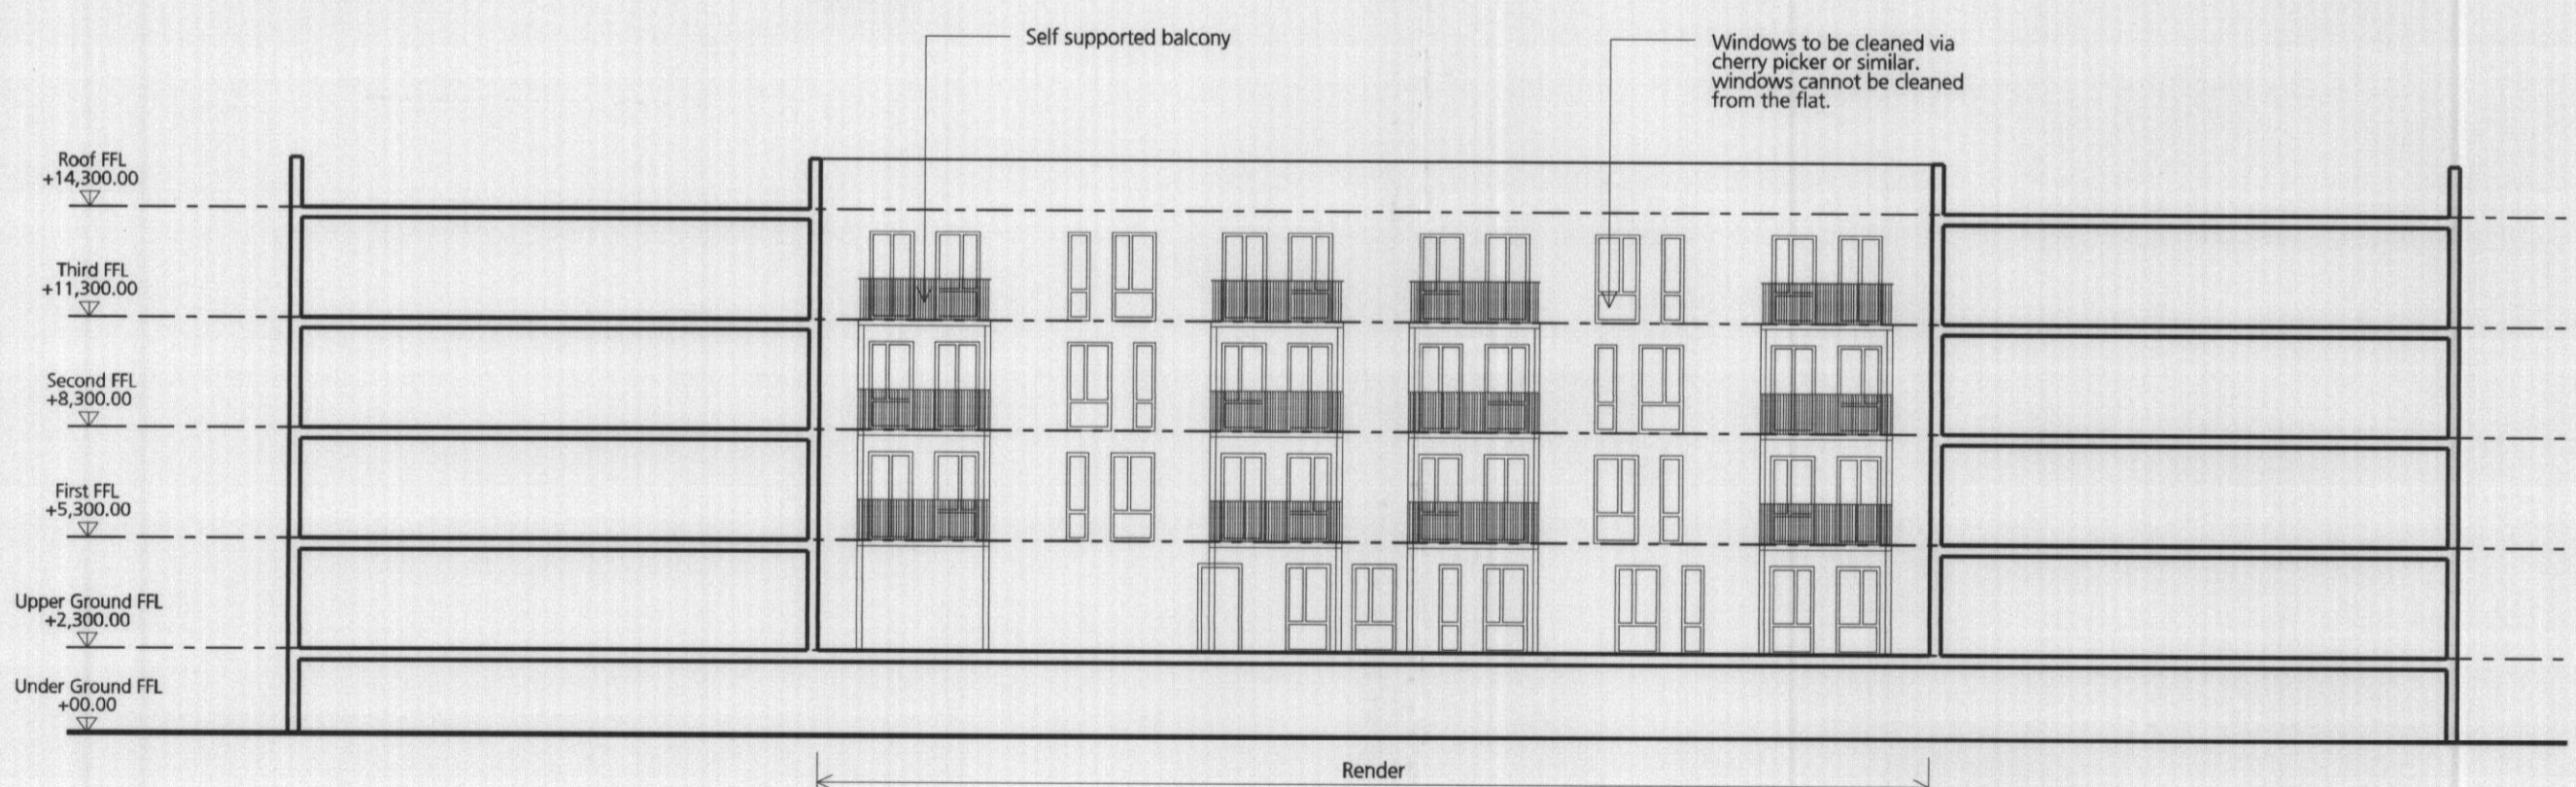 Self supported balcony
Windows to be cleaned via
cherry picker or similar.
windows cannot be cleaned
from the flat.
Roof FFL
+14,300.00
Third FFL
+11,300.00
Second FFL
+8,300.00
First FFL
+5,300.00
Upper Ground FFL
+2,300.00
Under Ground FFL
+00.00
Render